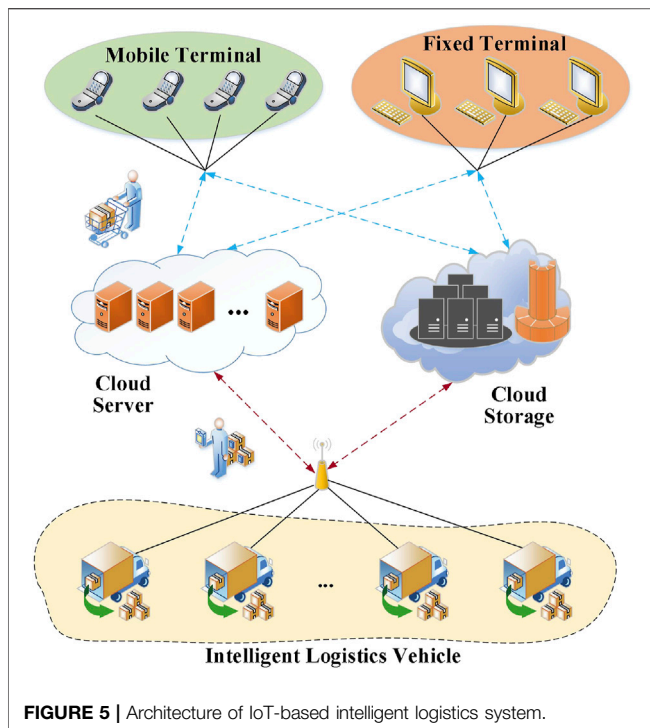 Mobile Terminal
Fixed Terminal
...
Cloud
Server
Cloud
Storage
...
Intelligent Logistics Vehicle
FIGURE 5 | Architecture of IoT-based intelligent logistics system.